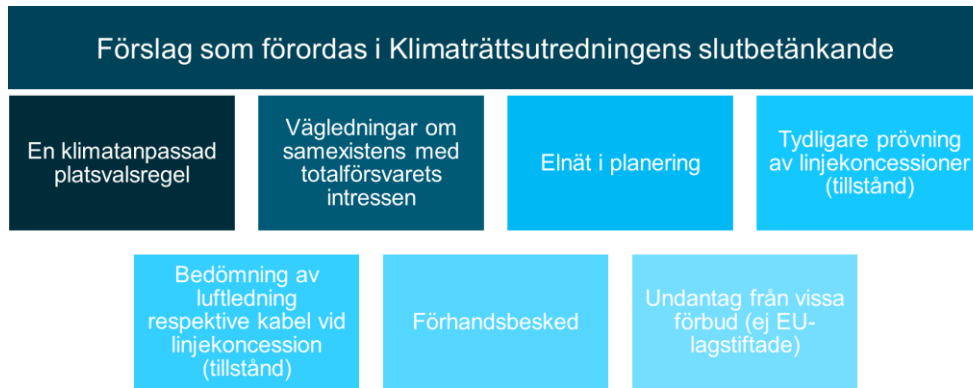 Förslag som förordas i Klimaträttsutredningens slutbetänkande
En klimatanpassad
platsvalsregel
Vägledningar om
samexistens med
totalförsvarets
intressen
Elnät i planering
Tydligare prövning
av linjekoncessioner
(tillstånd)
Bedömning av
luftledning
respektive kabel vid
linjekoncession
(tillstånd)
Förhandsbesked
Undantag från vissa
förbud (ej EU-
lagstiftade)